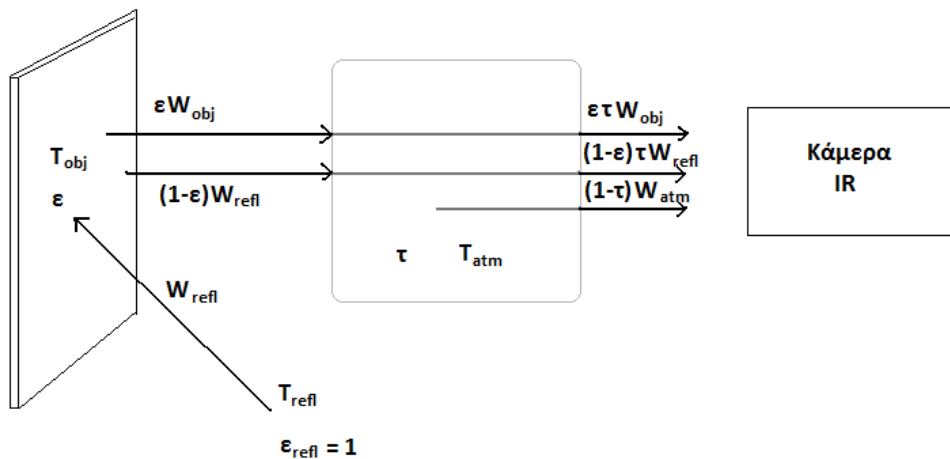 εW_obj
ετW_obj
(1-ε)τW_refl
(1-τ)W_atm
(1-ε)W_refl
T_obj
ε
τ
T_atm
W_refl
T_refl
ε_refl = 1
Κάμερα
IR